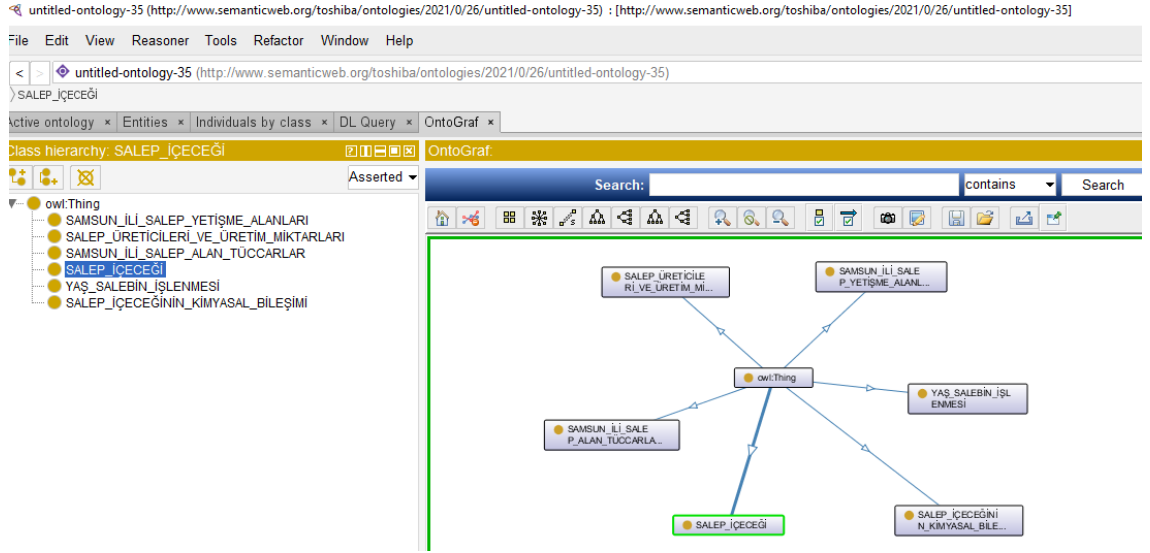 untitled-ontology-35 (http://www.semanticweb.org/toshiba/ontologies/2021/0/26/untitled-ontology-35) : [http://www.semanticweb.org/toshiba/ontologies/2021/0/26/untitled-ontology-35]
File Edit View Reasoner Tools Refactor Window Help
< > untitled-ontology-35 (http://www.semanticweb.org/toshiba/ontologies/2021/0/26/untitled-ontology-35)
SALEP_İÇECEĞİ
Active ontology × Entities × Individuals by class × DL Query × OntoGraf ×
Class hierarchy: SALEP_İÇECEĞİ
Asserted
owl:Thing
SAMSUN_İLİ_SALEP_YETİŞME_ALANLARI
SALEP_ÜRETİCİLERİ_VE_ÜRETİM_MİKTARLARI
SAMSUN_İLİ_SALEP_ALAN_TÜCCARLAR
SALEP_İÇECEĞİ
YAŞ_SALEBİN_İŞLENMESİ
SALEP_İÇECEĞİNİN_KİMYASAL_BİLEŞİMİ
OntoGraf:
Search: contains Search
SALEP_ÜRETİCİLE
Rİ_VE_ÜRETİM_Mİ...
SAMSUN_İLİ_SALE
P_YETİŞME_ALANL...
owl:Thing
YAŞ_SALEBİN_İŞL
ENMESİ
SAMSUN_İLİ_SALE
P_ALAN_TÜCCARLA...
SALEP_İÇECEĞİ
SALEP_İÇECEĞİNİ
N_KİMYASAL_BİLE...